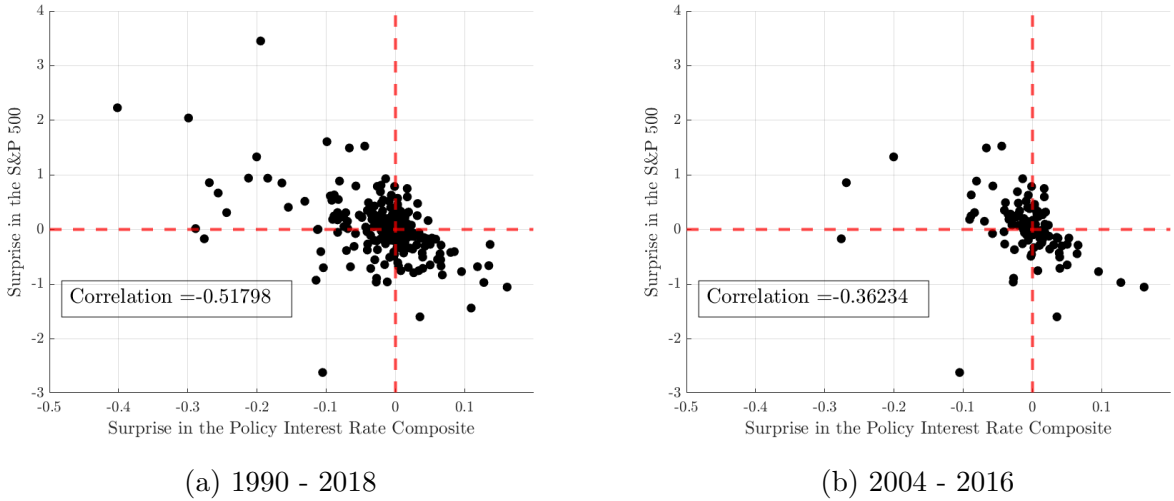 4
3
2
1
0
-1
-2
-3
Surprise in the S&P 500
Correlation =-0.51798
-0.5 -0.4 -0.3 -0.2 -0.1 0 0.1
Surprise in the Policy Interest Rate Composite
(a) 1990 - 2018
4
3
2
1
0
-1
-2
-3
Surprise in the S&P 500
Correlation =-0.36234
-0.5 -0.4 -0.3 -0.2 -0.1 0 0.1
Surprise in the Policy Interest Rate Composite
(b) 2004 - 2016